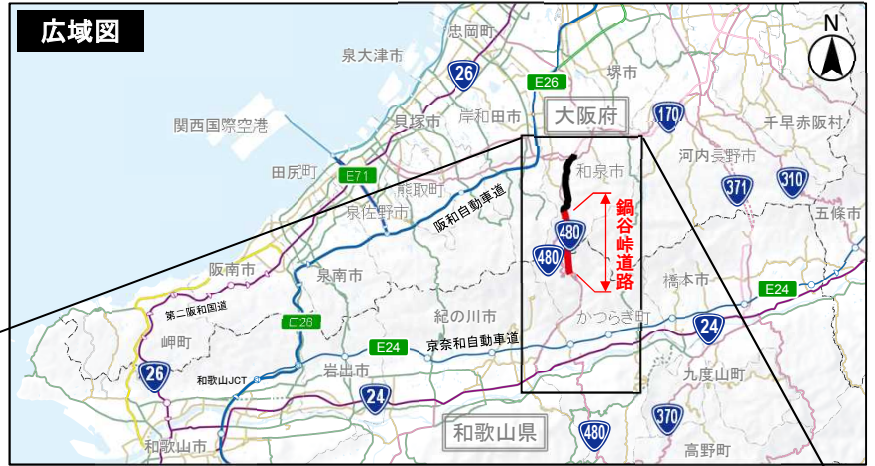 広域図
忠岡町
N
泉大津市
26
堺市
E26
大阪府
関西国際空港
貝塚市
岸和田市
170
千早赤阪村
田尻町
E71
和泉市
河内長野市
熊取町
371
310
泉佐野市
阪和自動車道
鍋谷峠道路
五條市
480
480
阪南市
泉南市
橋本市
E24
第二阪和国道
E26
紀の川市
かつらぎ町
24
岬町
E24
京奈和自動車道
26
和歌山JCT
岩出市
24
九度山町
和歌山県
480
370
和歌山市
高野町